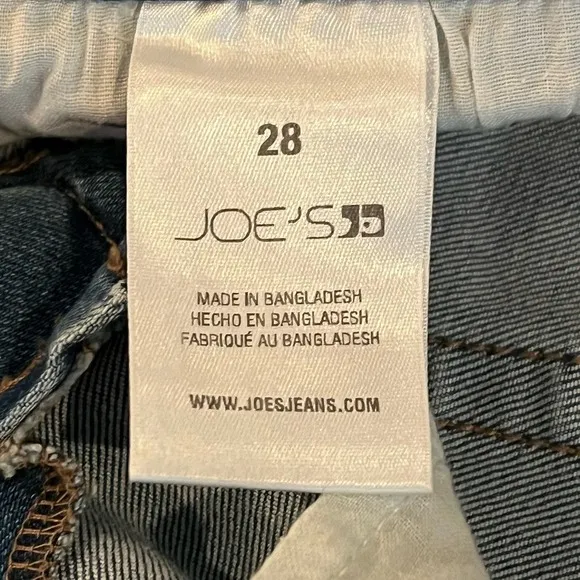 28
JOE'S
MADE IN BANGLADESH
HECHO EN BANGLADESH
FABRIQUÉ AU BANGLADESH
WWW.JOESJEANS.COM